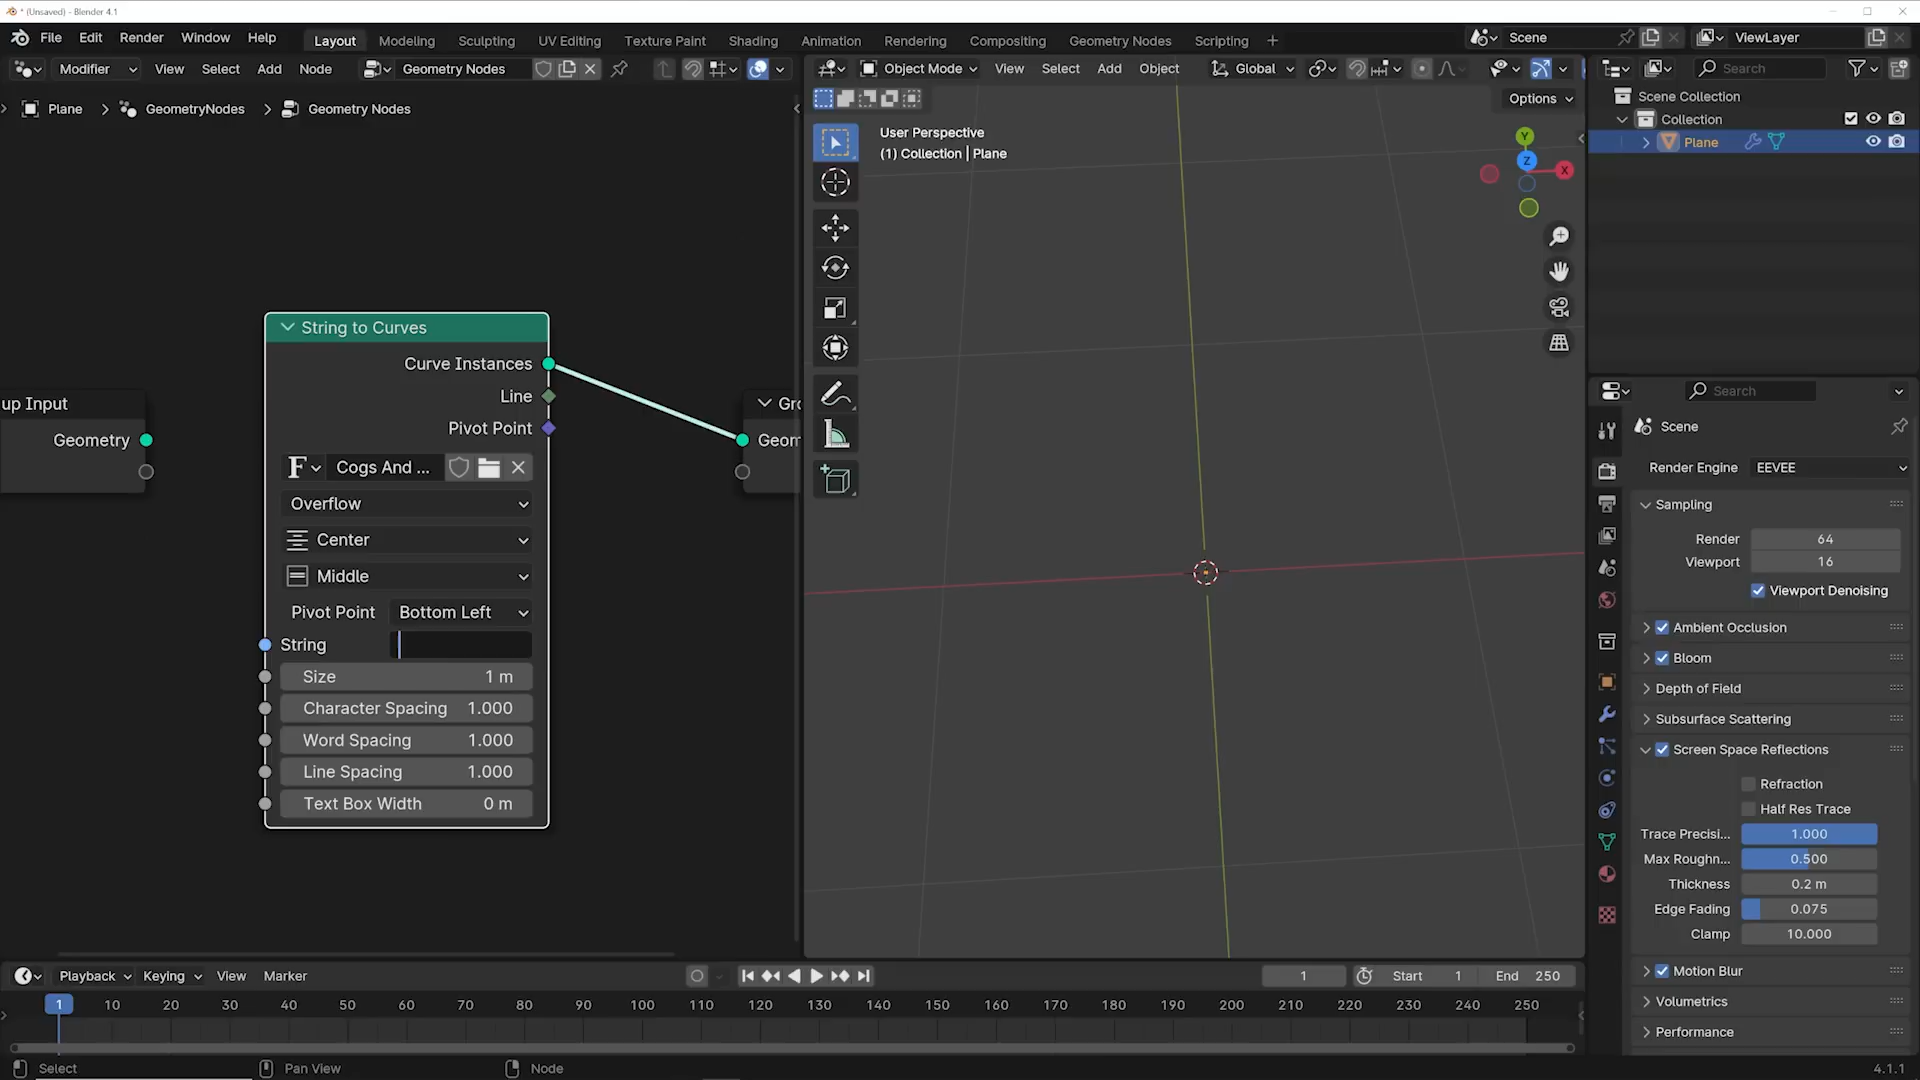 * (Unsaved) - Blender 4.1
File Edit Render Window Help Layout Modeling Sculpting UV Editing Texture Paint Shading Animation Rendering Compositing Geometry Nodes Scripting + Scene ViewLayer
Modifier View Select Add Node Geometry Nodes
Object Mode View Select Add Object Global
Search
Plane > GeometryNodes > Geometry Nodes
Options
User Perspective
(1) Collection | Plane
Y
Z
X
Scene Collection
Collection
Plane
String to Curves
Curve Instances
Line
Pivot Point
up Input
Geometry
Gro
Geom
F Cogs And ...
Overflow
Center
Middle
Pivot Point Bottom Left
String
Size 1 m
Character Spacing 1.000
Word Spacing 1.000
Line Spacing 1.000
Text Box Width 0 m
Search
Scene
Render Engine EEVEE
Sampling
Render 64
Viewport 16
Viewport Denoising
Ambient Occlusion
Bloom
Depth of Field
Subsurface Scattering
Screen Space Reflections
Refraction
Half Res Trace
Trace Precisi... 1.000
Max Roughn... 0.500
Thickness 0.2 m
Edge Fading 0.075
Clamp 10.000
Motion Blur
Volumetrics
Performance
Playback Keying View Marker 1 Start 1 End 250
1 10 20 30 40 50 60 70 80 90 100 110 120 130 140 150 160 170 180 190 200 210 220 230 240 250
Select Pan View Node 4.1.1